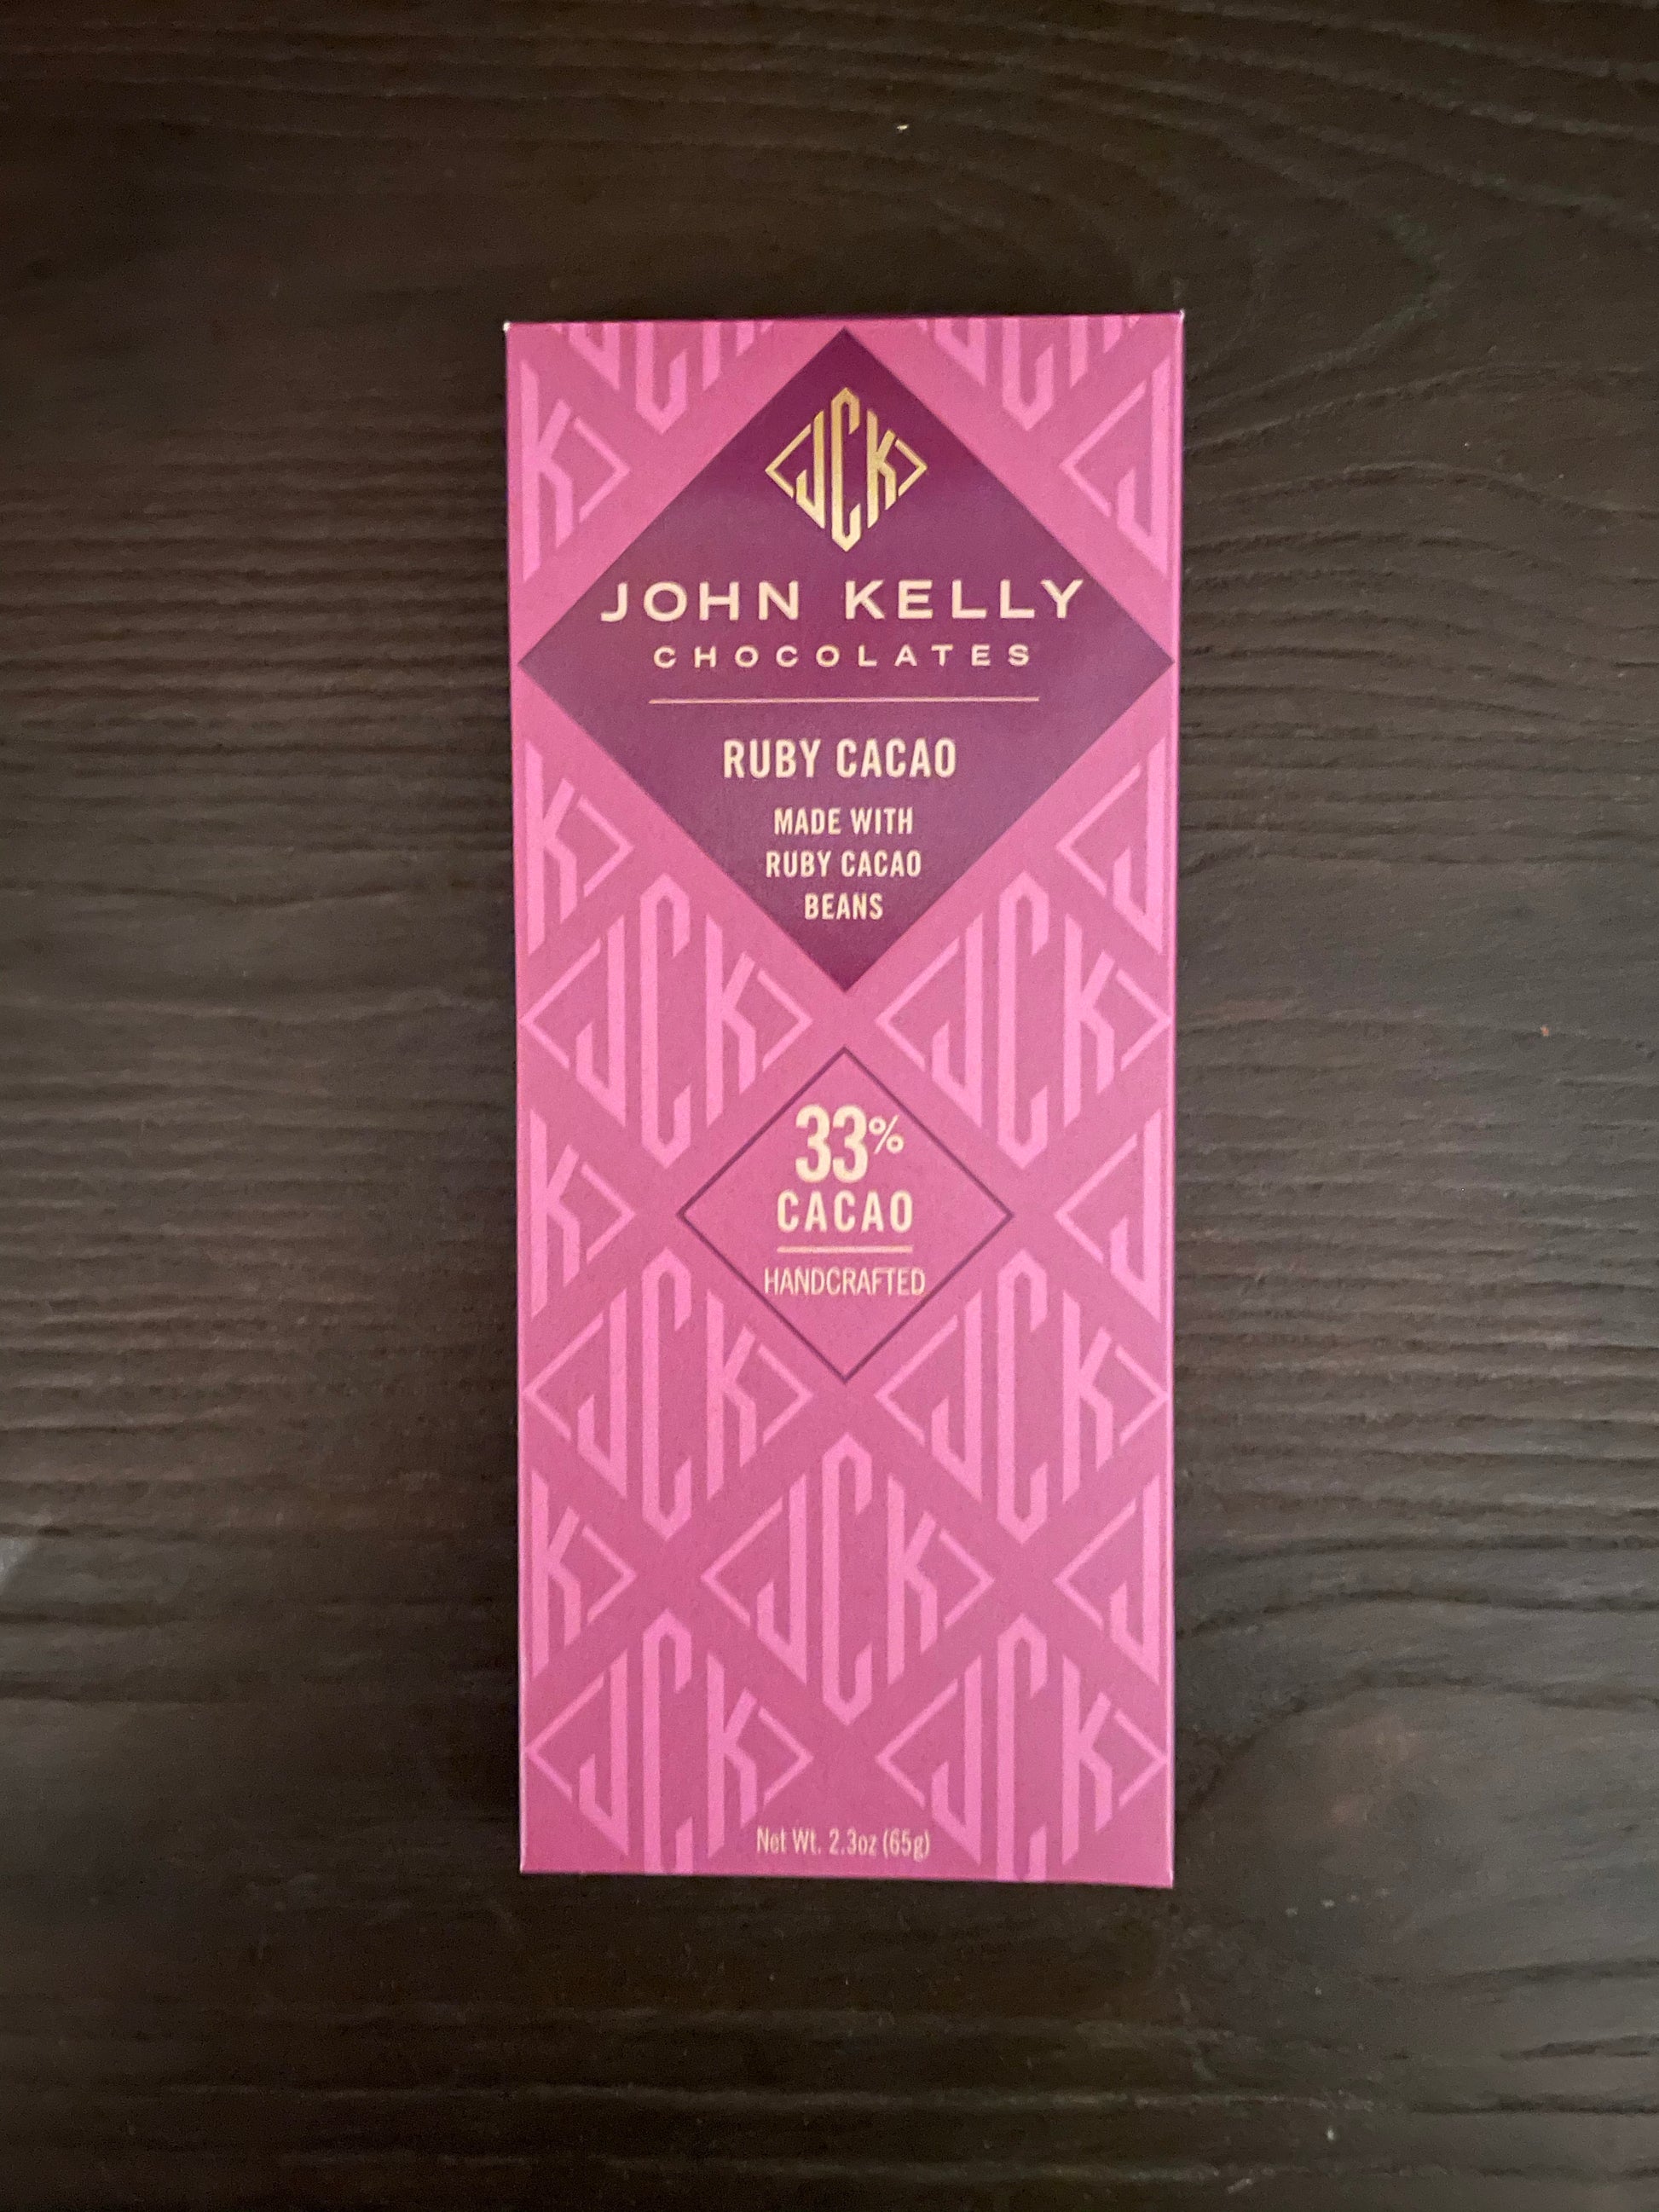 JCK
JOHN KELLY
CHOCOLATES
RUBY CACAO
MADE WITH
RUBY CACAO
BEANS
33%
CACAO
HANDCRAFTED
Net Wt. 2.3oz (65g)